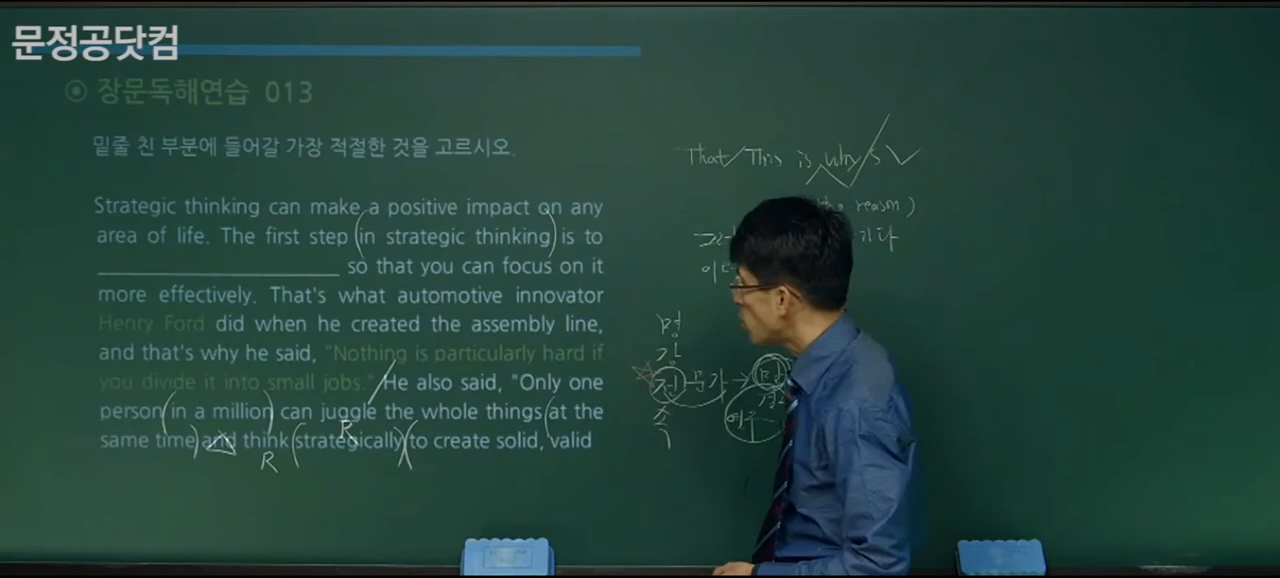 문정공닷컴
장문독해연습 013
밑줄 친 부분에 들어갈 가장 적절한 것을 고르시오.
Strategic thinking can make a positive impact on any
area of life. The first step (in strategic thinking) is to
____________________ so that you can focus on it
more effectively. That's what automotive innovator
Henry Ford did when he created the assembly line,
and that's why he said, "Nothing is particularly hard if
you divide it into small jobs." He also said, "Only one
person (in a million) can juggle the whole things (at the
same time) and think (strategically) (to create solid, valid
R
R
That/This is why S V
the reason)